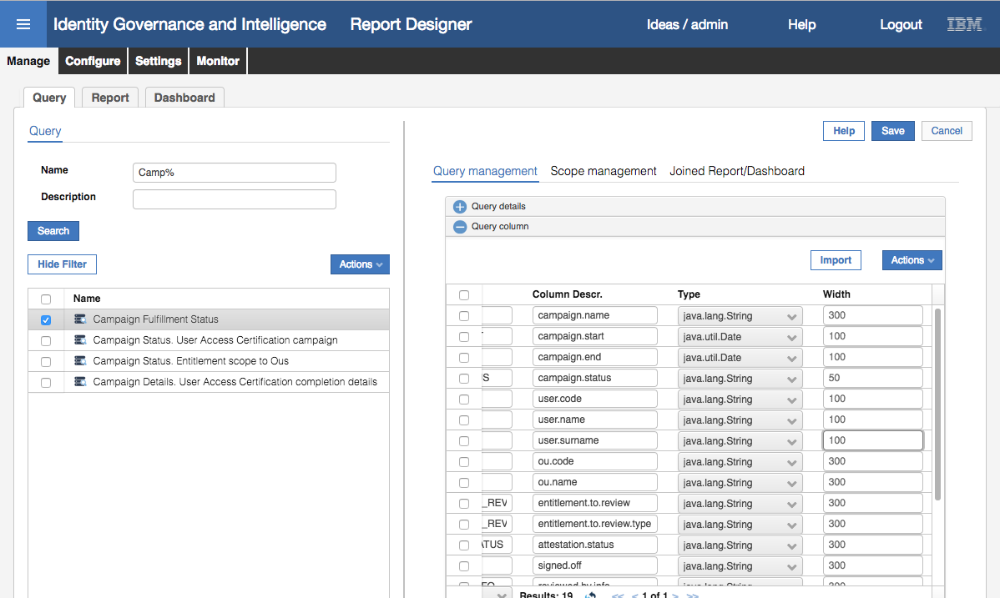 Identity Governance and Intelligence Report Designer Ideas / admin Help Logout IBM
Manage Configure Settings Monitor
Query Report Dashboard
Query
Name Camp%
Description
Search
Hide Filter Actions
Name
Campaign Fulfillment Status
Campaign Status. User Access Certification campaign
Campaign Status. Entitlement scope to Ous
Campaign Details. User Access Certification completion details
Help Save Cancel
Query management Scope management Joined Report/Dashboard
Query details
Query column
Import Actions
Column Descr. Type Width
campaign.name java.lang.String 300
campaign.start java.util.Date 100
campaign.end java.util.Date 100
S campaign.status java.lang.String 50
user.code java.lang.String 100
user.name java.lang.String 100
user.surname java.lang.String 100
ou.code java.lang.String 300
ou.name java.lang.String 300
_REV entitlement.to.review java.lang.String 300
_REV entitlement.to.review.type java.lang.String 300
ATUS attestation.status java.lang.String 300
signed.off java.lang.String 300
reviewed.by.info java.lang.String 300
Results: 19 << < 1 of 1 > >>